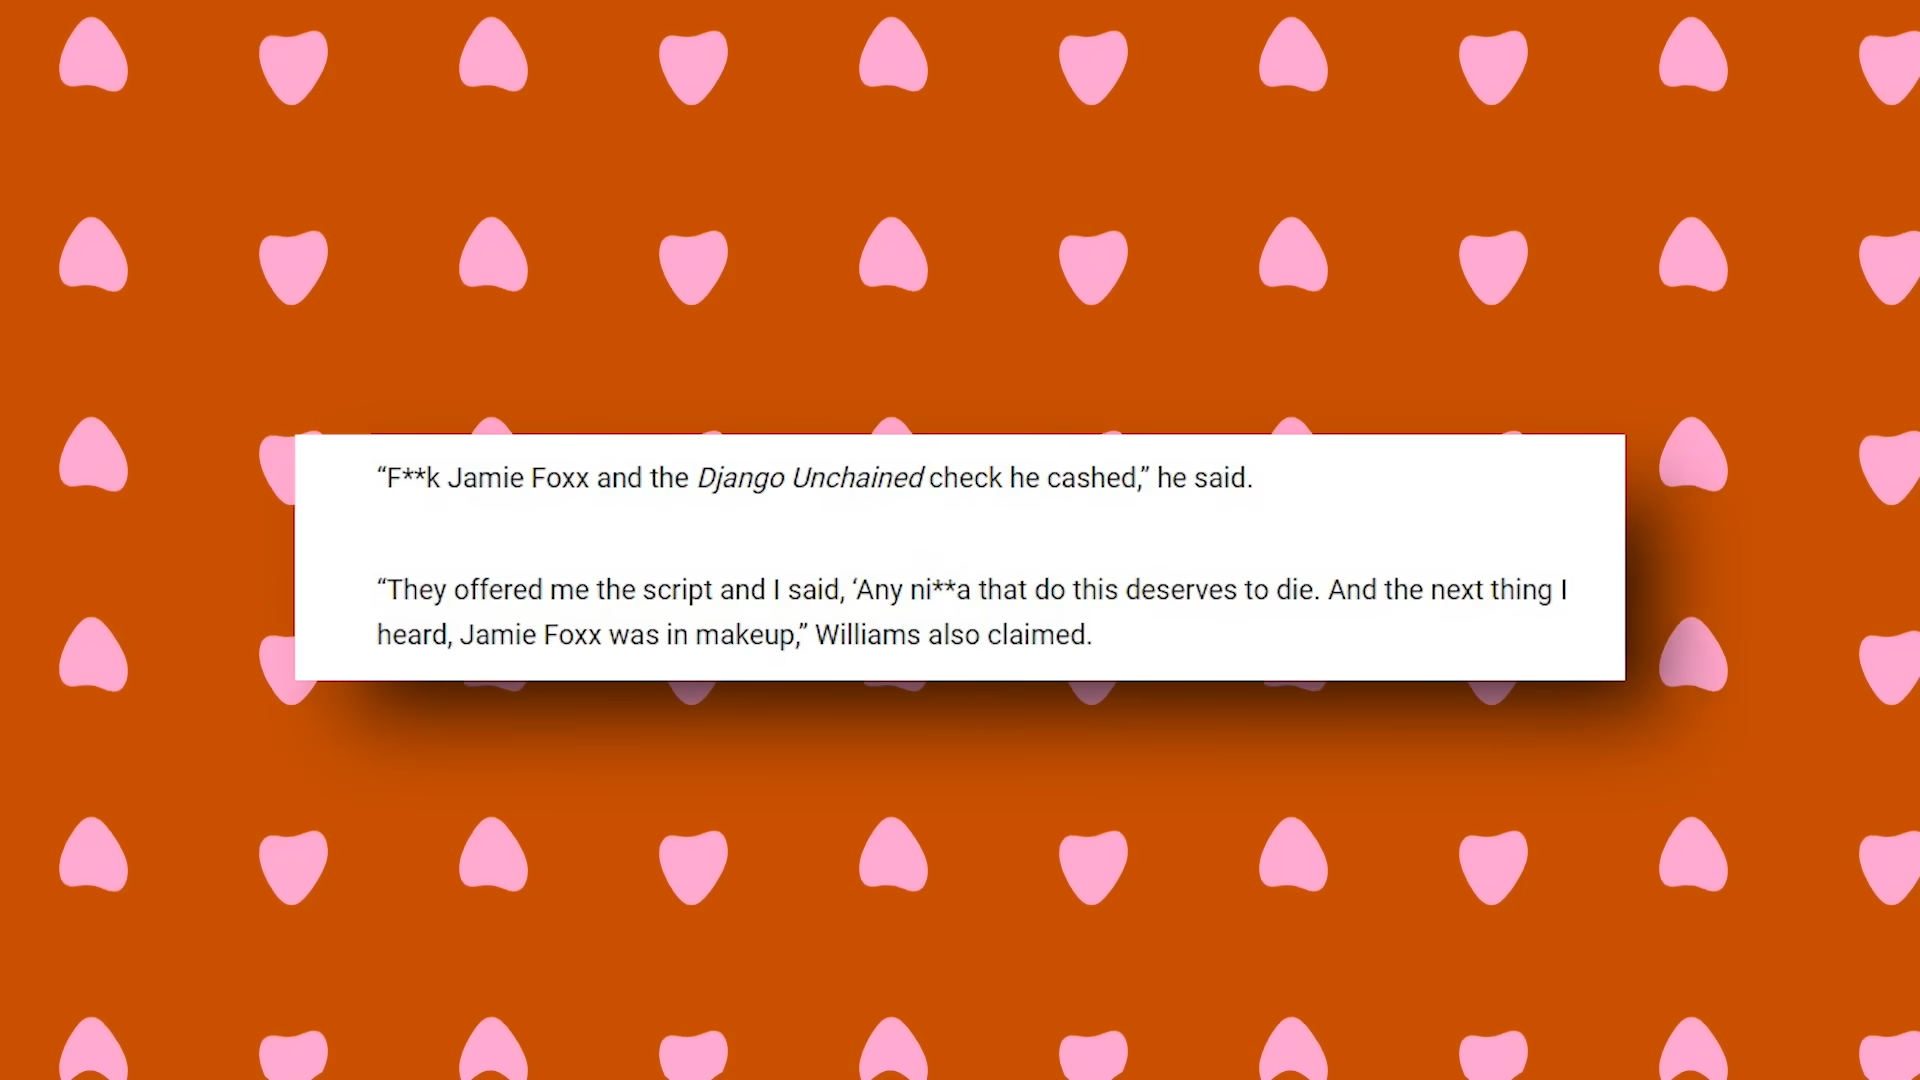 “F**k Jamie Foxx and the Django Unchained check he cashed,” he said.
“They offered me the script and I said, ‘Any ni**a that do this deserves to die. And the next thing I
heard, Jamie Foxx was in makeup,” Williams also claimed.